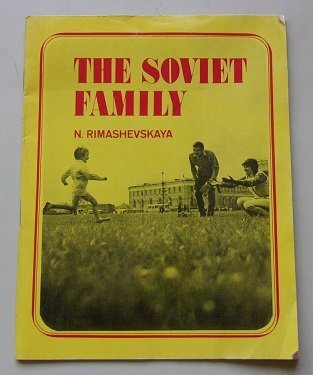 THE SOVIET
FAMILY
N. RIMASHEVSKAYA